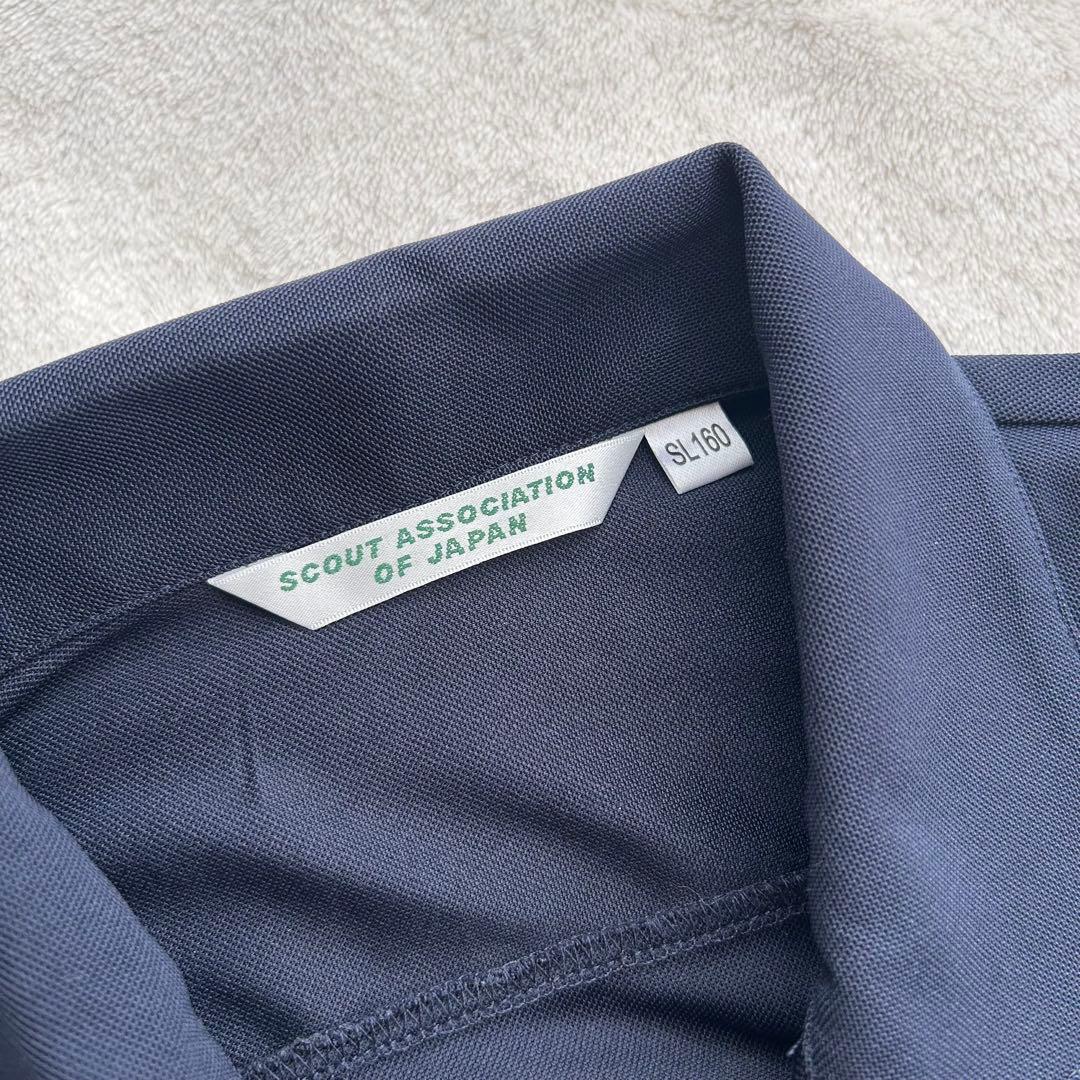 SCOUT ASSOCIATION
OF JAPAN
SL160